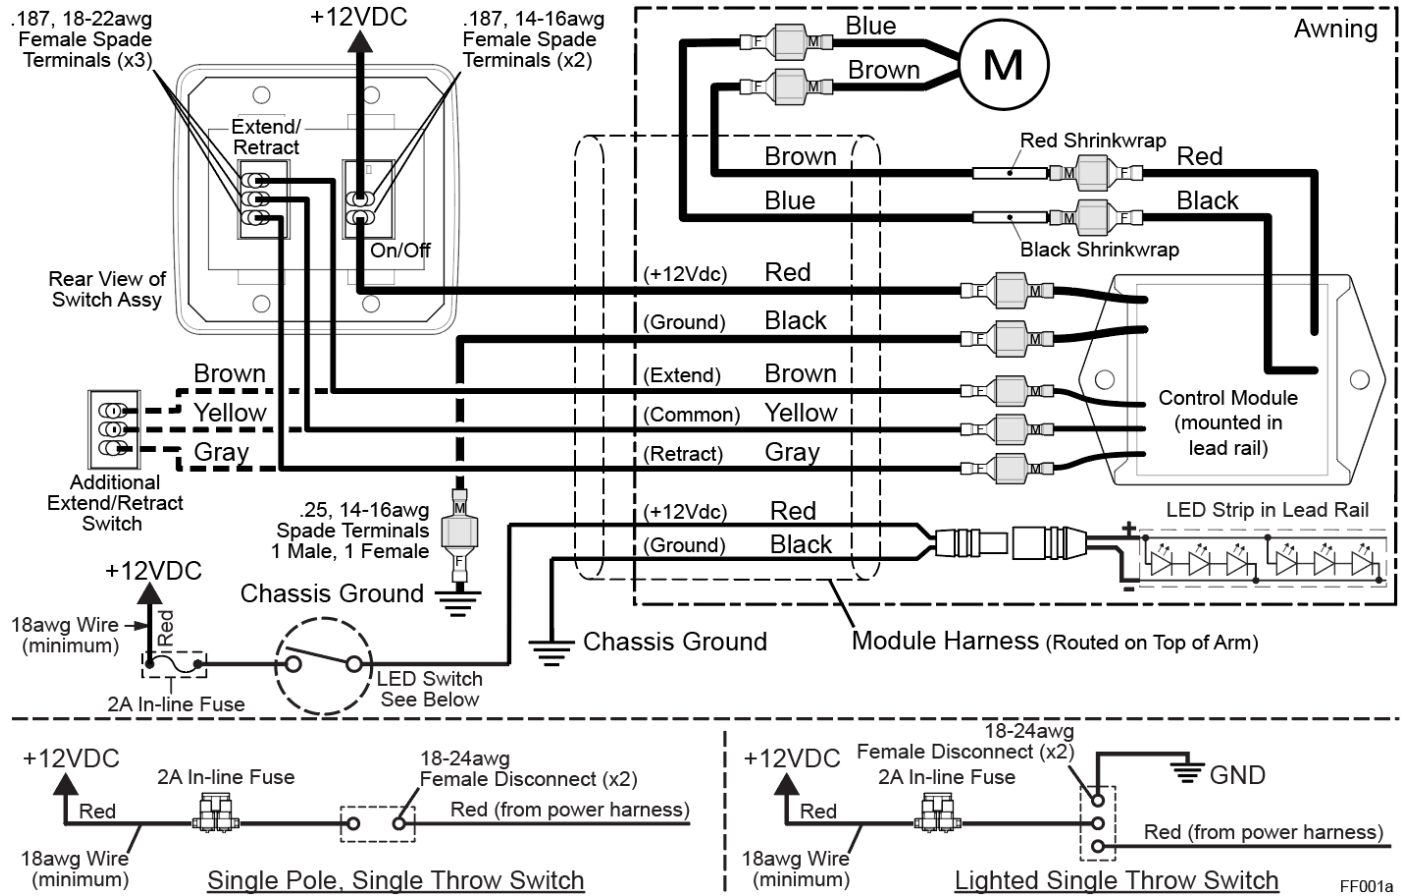 .187, 18-22awg
Female Spade
Terminals (x3)
+12VDC
.187, 14-16awg
Female Spade
Terminals (x2)
Extend/
Retract
On/Off
Rear View of
Switch Assy
Awning
Blue
Brown
M
F
M
F
M
Brown
Blue
Red Shrinkwrap
Black Shrinkwrap
M
F
M
F
Red
Black
(+12Vdc)
Red
(Ground)
Black
(Extend)
Brown
(Common)
Yellow
(Retract)
Gray
F
M
F
M
F
M
F
M
F
M
Control Module
(mounted in
lead rail)
Brown
Yellow
Gray
Additional
Extend/Retract
Switch
.25, 14-16awg
Spade Terminals
1 Male, 1 Female
M
F
Chassis Ground
(+12Vdc)
Red
(Ground)
Black
LED Strip in Lead Rail
+
-
Chassis Ground
Module Harness (Routed on Top of Arm)
+12VDC
18awg Wire
(minimum)
Red
2A In-line Fuse
LED Switch
See Below
+12VDC
Red
2A In-line Fuse
18-24awg
Female Disconnect (x2)
Red (from power harness)
18awg Wire
(minimum)
Single Pole, Single Throw Switch
+12VDC
Red
18-24awg
Female Disconnect (x2)
2A In-line Fuse
GND
Red (from power harness)
18awg Wire
(minimum)
Lighted Single Throw Switch
FF001a